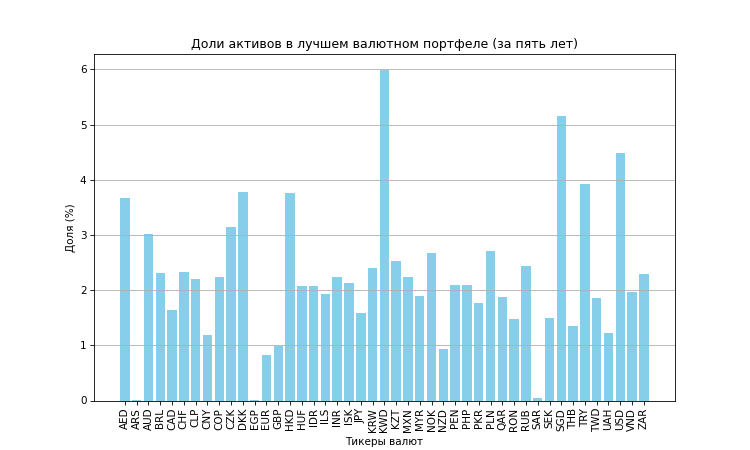 Доли активов в лучшем валютном портфеле (за пять лет)
Доля (%)
6
5
4
3
2
1
0
AED ARS AUD BRL CAD CHF CLP CNY COP CZK DKK EGP EUR GBP HKD HUF IDR ILS INR ISK JPY KRW KWD KZT MXN MYR NOK NZD PEN PHP PKR PLN QAR RON RUB SAR SEK SGD THB TRY TWD UAH USD VND ZAR
Тикеры валют